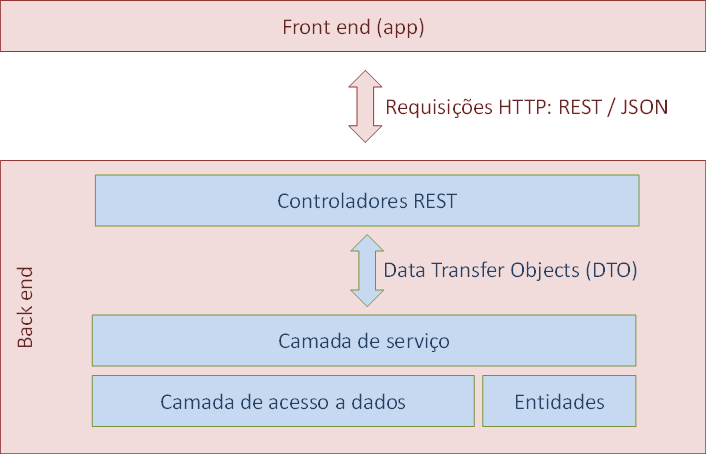 Front end (app)
Requisições HTTP: REST / JSON
Back end
Controladores REST
Data Transfer Objects (DTO)
Camada de serviço
Camada de acesso a dados
Entidades